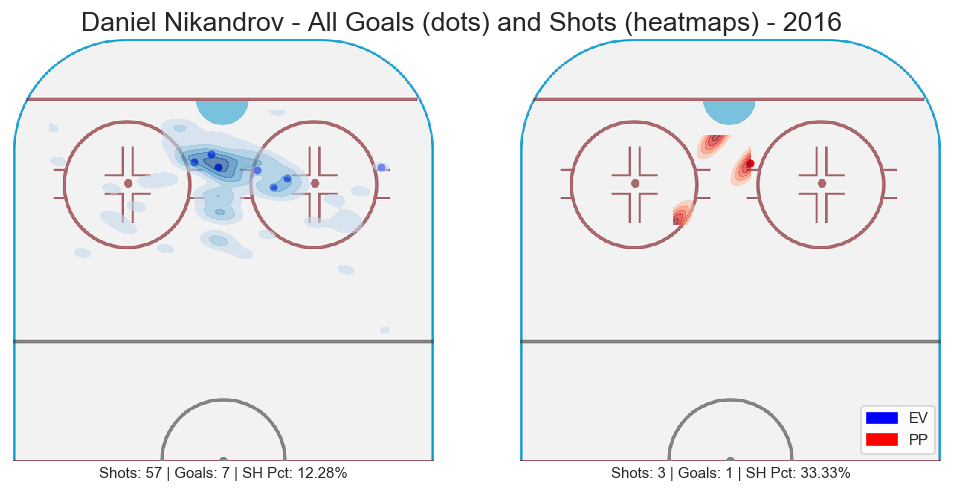 Daniel Nikandrov - All Goals (dots) and Shots (heatmaps) - 2016
EV
PP
Shots: 57 | Goals: 7 | SH Pct: 12.28%
Shots: 3 | Goals: 1 | SH Pct: 33.33%